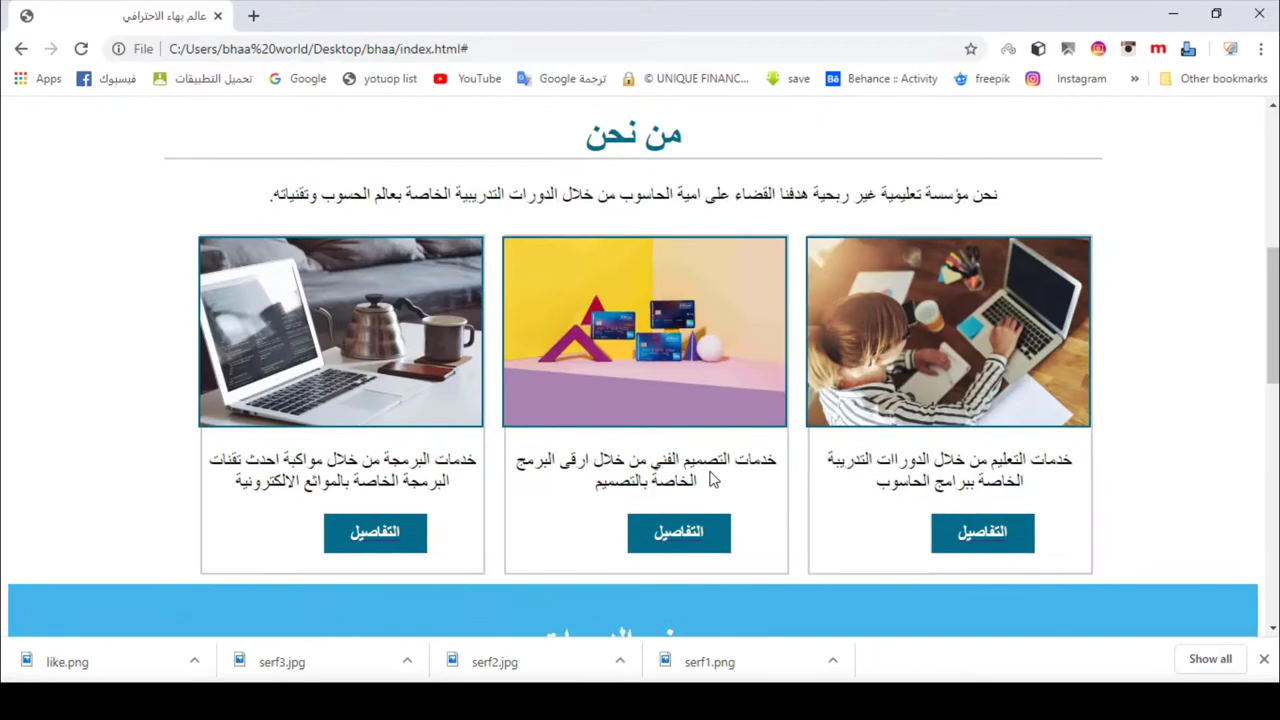 عالم بهاء الاحترافي
File
C:/Users/bhaa%20world/Desktop/bhaa/index.html#
Apps
فيسبوك
تحميل التطبيقات
Google
yotuop list
YouTube
ترجمة Google
© UNIQUE FINANC...
save
Behance :: Activity
freepik
Instagram
Other bookmarks
من نحن
نحن مؤسسة تعليمية غير ربحية هدفنا القضاء على امية الحاسوب من خلال الدورات التدريبية الخاصة بعالم الحسوب وتقنياته.
خدمات التعليم من خلال الدوراات التدريبة
الخاصة ببرامج الحاسوب
التفاصيل
خدمات التصميم الفني من خلال ارقى البرمج
الخاصة بالتصميم
التفاصيل
خدمات البرمجة من خلال مواكبة احدث تقنات
البرمجة الخاصة بالموائع الالكترونية
التفاصيل
like.png
serf3.jpg
serf2.jpg
serf1.png
Show all